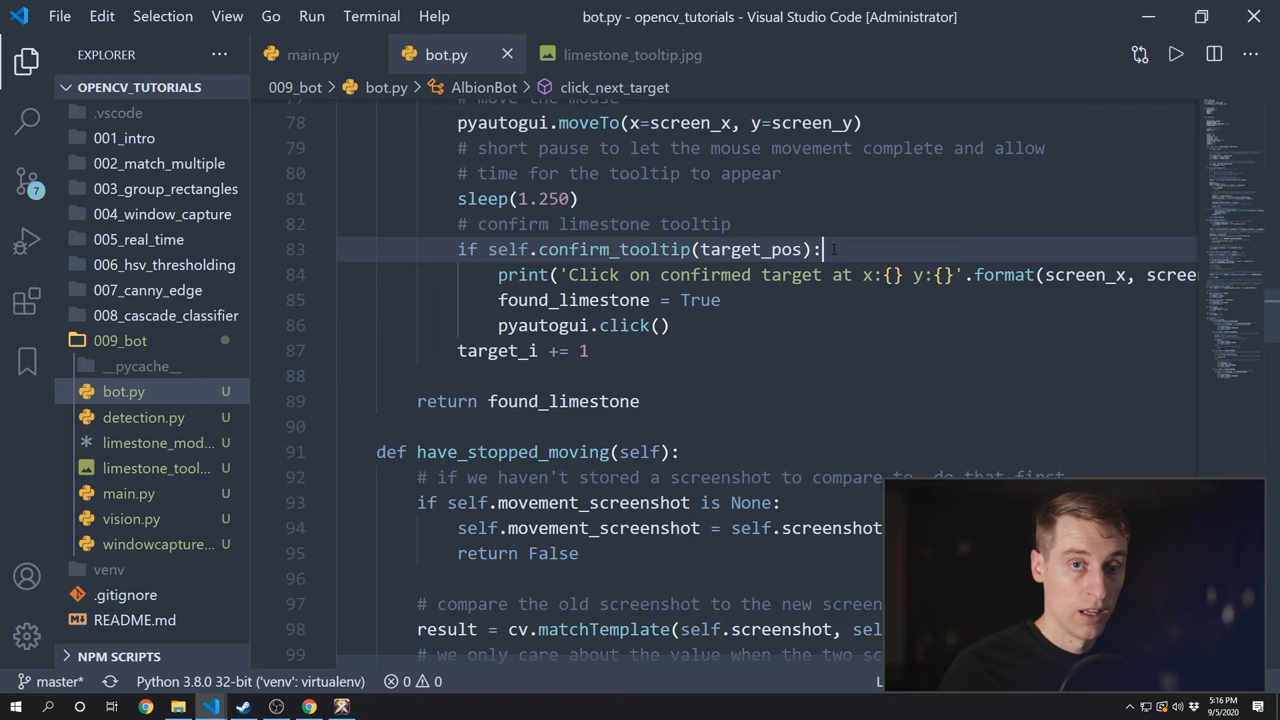 File Edit Selection View Go Run Terminal Help
bot.py - opencv_tutorials - Visual Studio Code [Administrator]
EXPLORER
main.py
bot.py
limestone_tooltip.jpg
OPENCV_TUTORIALS
009_bot > bot.py > AlbionBot > click_next_target
.vscode
001_intro
002_match_multiple
003_group_rectangles
004_window_capture
005_real_time
006_hsv_thresholding
007_canny_edge
008_cascade_classifier
009_bot
__pycache__
bot.py U
detection.py U
limestone_mod... U
limestone_tool... U
main.py U
vision.py U
windowcapture... U
venv
.gitignore
README.md
NPM SCRIPTS
7
77 # move the mouse
78 pyautogui.moveTo(x=screen_x, y=screen_y)
79 # short pause to let the mouse movement complete and allow
80 # time for the tooltip to appear
81 sleep(1.250)
82 # confirm limestone tooltip
83 if self.confirm_tooltip(target_pos):
84 print('Click on confirmed target at x:{} y:{}'.format(screen_x, scree
85 found_limestone = True
86 pyautogui.click()
87 target_i += 1
88
89 return found_limestone
90
91 def have_stopped_moving(self):
92 # if we haven't stored a screenshot to compare to, do that first
93 if self.movement_screenshot is None:
94 self.movement_screenshot = self.screenshot
95 return False
96
97 # compare the old screenshot to the new screen
98 result = cv.matchTemplate(self.screenshot, sel
99 # we only care about the value when the two sc
master* Python 3.8.0 32-bit ('venv': virtualenv) 0 0 L
5:16 PM
9/5/2020